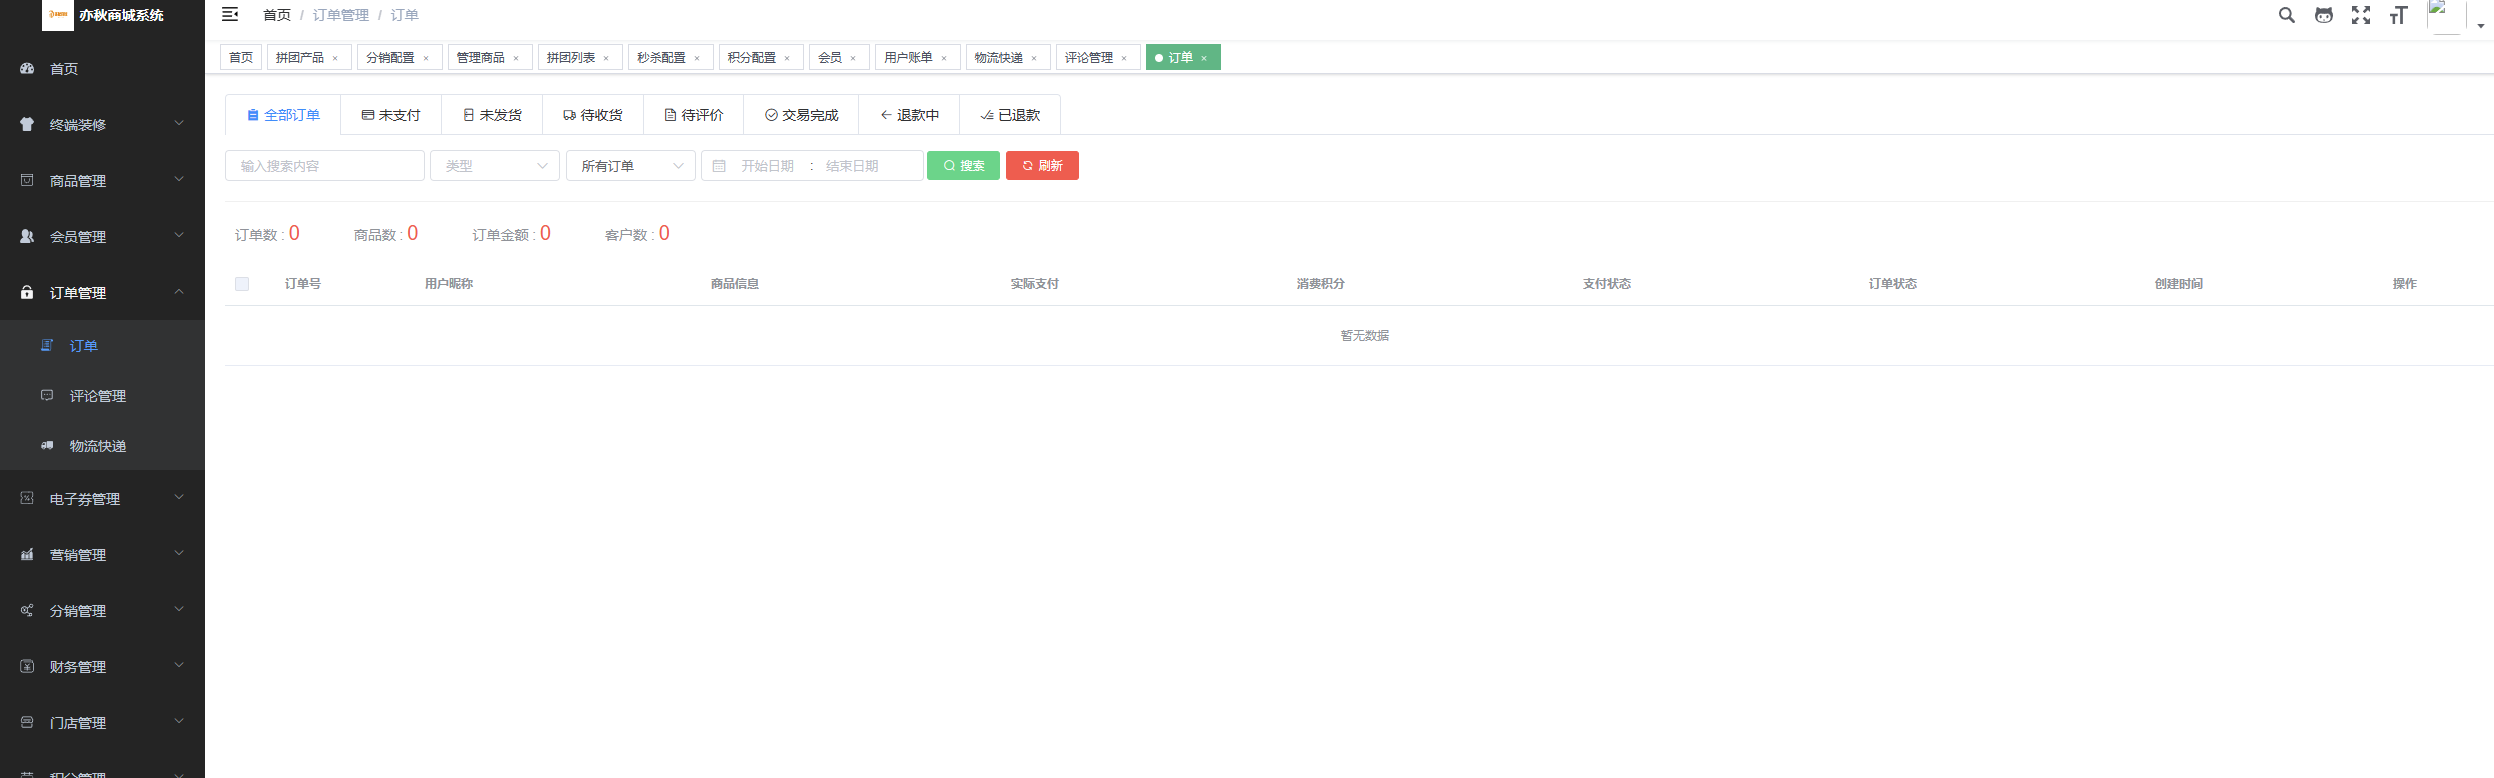 亦秋商城系统
首页
终端装修
商品管理
会员管理
订单管理
订单
评论管理
物流快递
电子券管理
营销管理
分销管理
财务管理
门店管理
积分管理
首页 / 订单管理 / 订单
首页 拼团产品 × 分销配置 × 管理商品 × 拼团列表 × 秒杀配置 × 积分配置 × 会员 × 用户账单 × 物流快递 × 评论管理 × 订单 ×
全部订单 未支付 未发货 待收货 待评价 交易完成 退款中 已退款
输入搜索内容 类型 所有订单 开始日期 : 结束日期 搜索 刷新
订单数 : 0 商品数 : 0 订单金额 : 0 客户数 : 0
订单号 用户昵称 商品信息 实际支付 消费积分 支付状态 订单状态 创建时间 操作
暂无数据